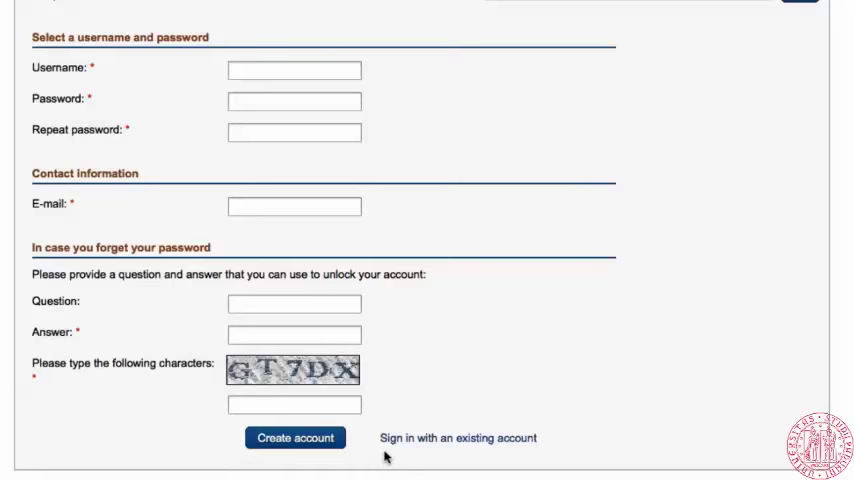 Select a username and password
Username: *
Password: *
Repeat password: *
Contact information
E-mail: *
In case you forget your password
Please provide a question and answer that you can use to unlock your account:
Question:
Answer: *
Please type the following characters: GT7DX
*
Create account Sign in with an existing account